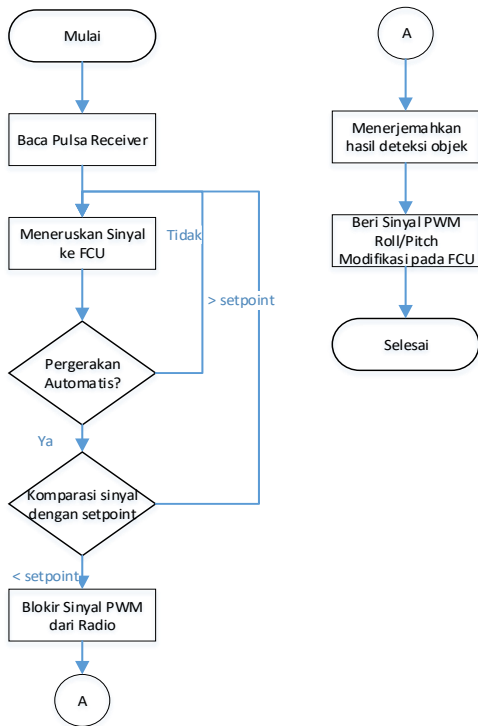 Mulai
Baca Pulsa Receiver
Meneruskan Sinyal
ke FCU
Tidak
> setpoint
Pergerakan
Automatis?
Ya
Komparasi sinyal
dengan setpoint
< setpoint
Blokir Sinyal PWM
dari Radio
A
A
Menerjemahkan
hasil deteksi objek
Beri Sinyal PWM
Roll/Pitch
Modifikasi pada FCU
Selesai